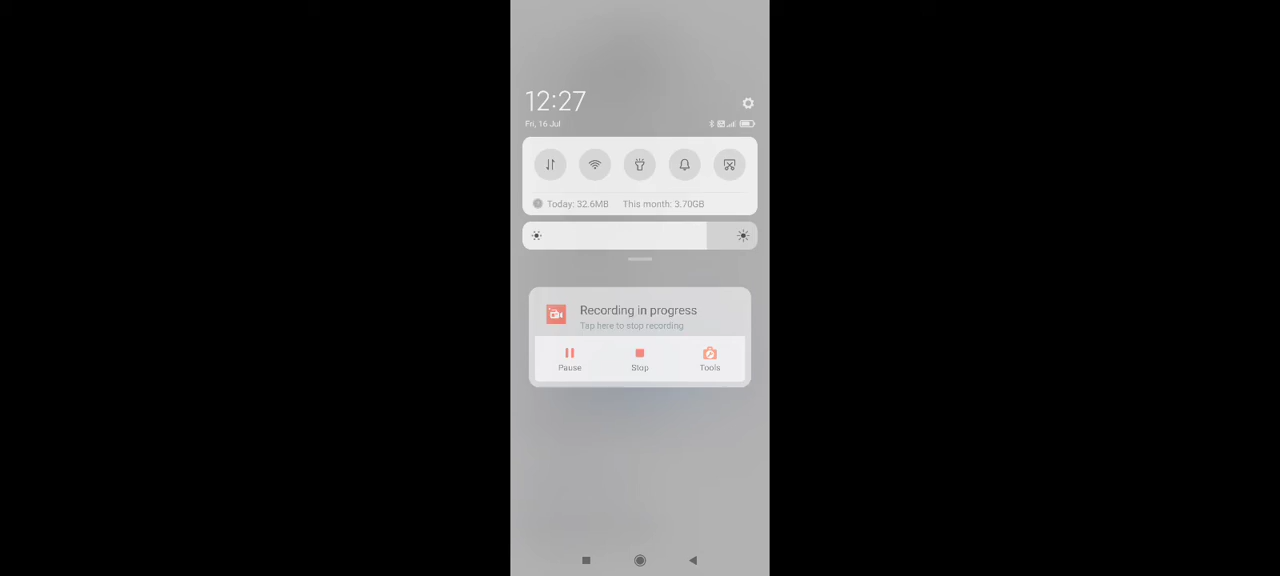 12:27
Fri, 16 Jul
Today: 32.6MB This month: 3.70GB
Recording in progress
Tap here to stop recording
Pause Stop Tools